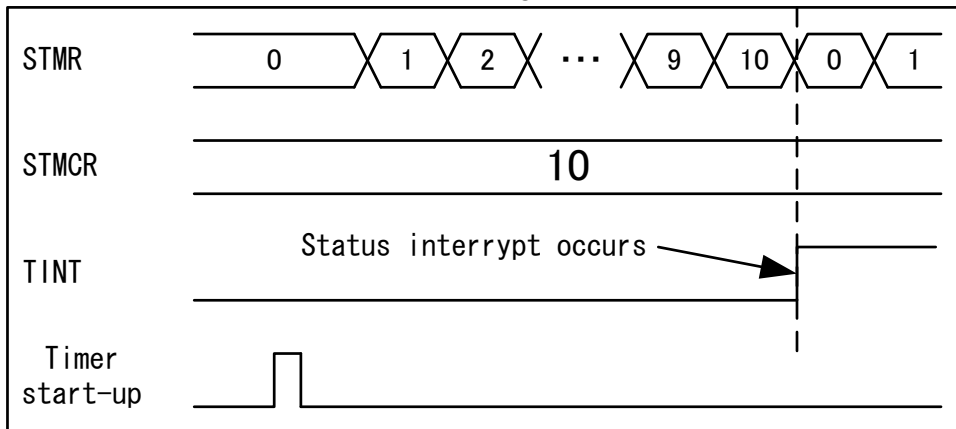 STMR 0 1 2 ... 9 10 0 1
STMCR 10
Status interrypt occurs
TINT
Timer
start-up